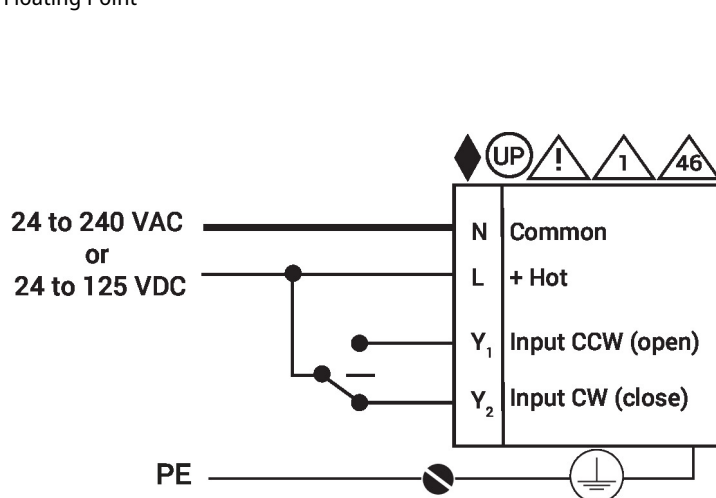 Floating Point
UP ! 1 46
24 to 240 VAC
or
24 to 125 VDC
N Common
L + Hot
Y1 Input CCW (open)
Y2 Input CW (close)
PE